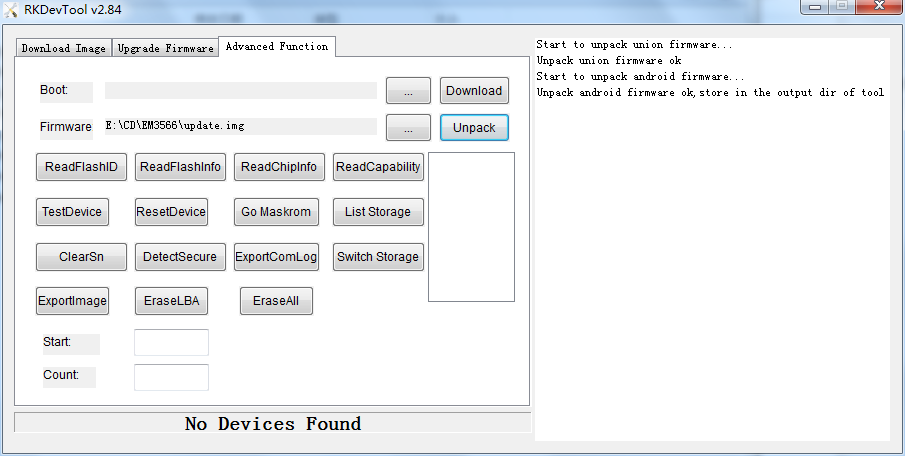 RKDevTool v2.84
Download Image Upgrade Firmware Advanced Function
Boot: ... Download
Firmware E:\CD\EM3566\update.img ... Unpack
ReadFlashID ReadFlashInfo ReadChipInfo ReadCapability
TestDevice ResetDevice Go Maskrom List Storage
ClearSn DetectSecure ExportComLog Switch Storage
ExportImage EraseLBA EraseAll
Start:
Count:
No Devices Found
Start to unpack union firmware...
Unpack union firmware ok
Start to unpack android firmware...
Unpack android firmware ok,store in the output dir of tool